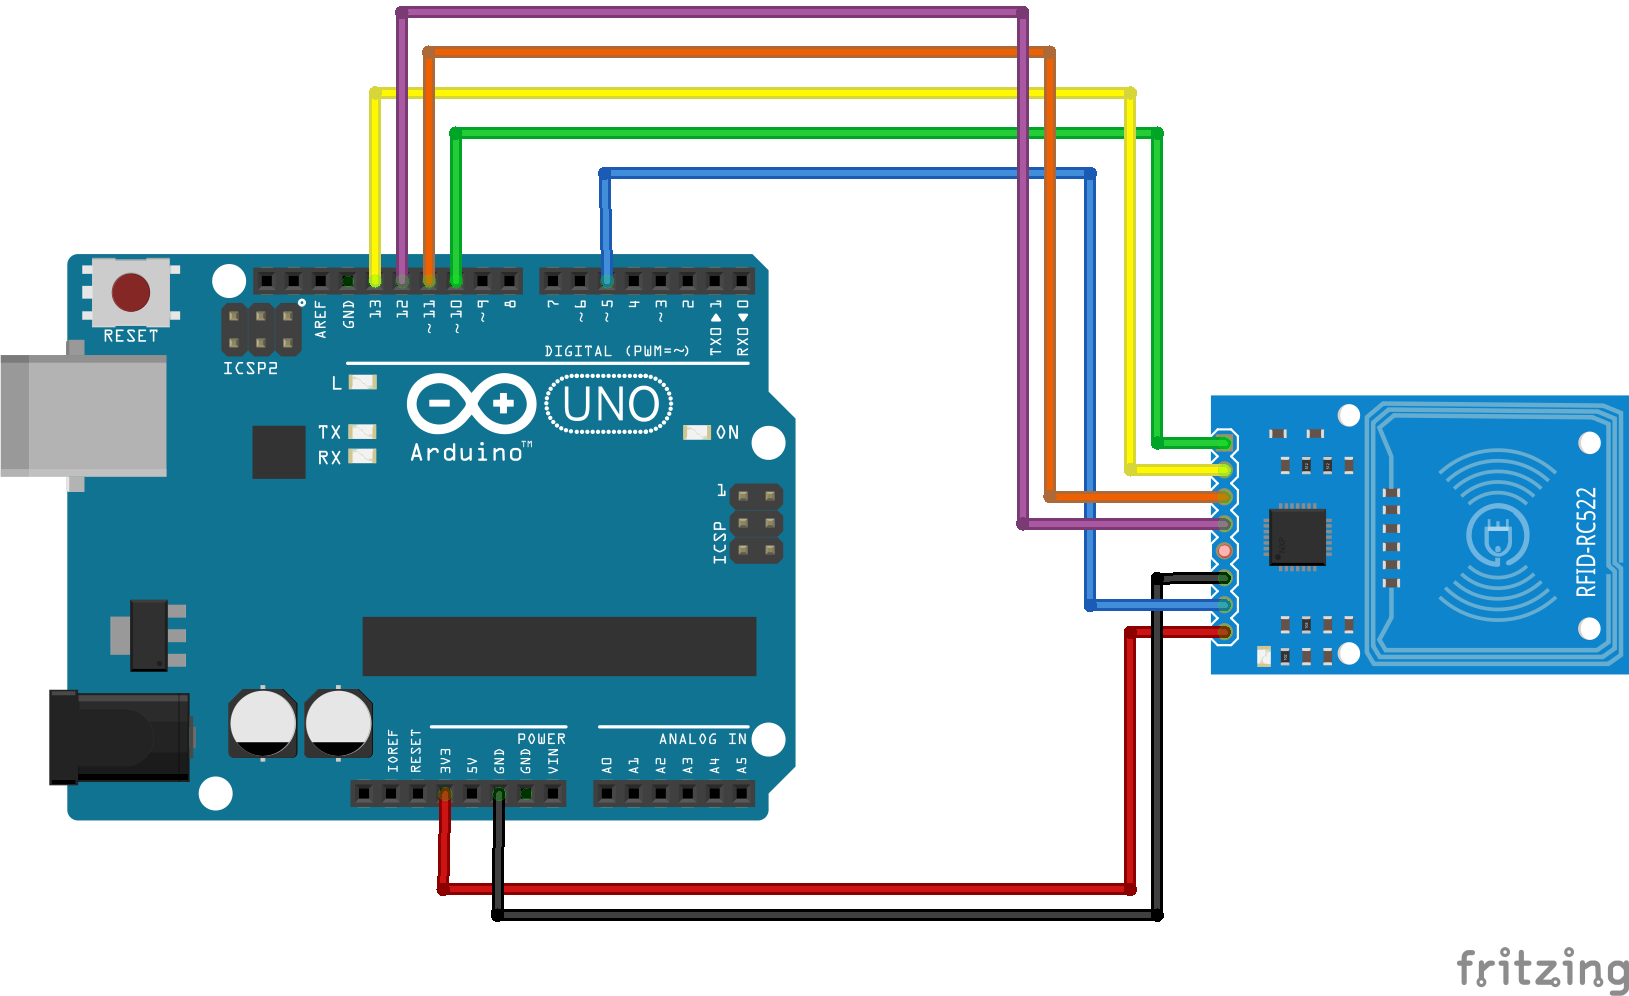 RESET
ICSP2
AREF
GND
13
12
~11
~10
~9
8
7
~6
~5
4
~3
2
TX0▶1
RX0◀0
DIGITAL (PWM=~)
L
TX
RX
Arduino™
UNO
ON
1
ICSP
RFID-RC522
IOREF
RESET
3V3
5V
GND
GND
VIN
POWER
ANALOG IN
A0
A1
A2
A3
A4
A5
fritzing